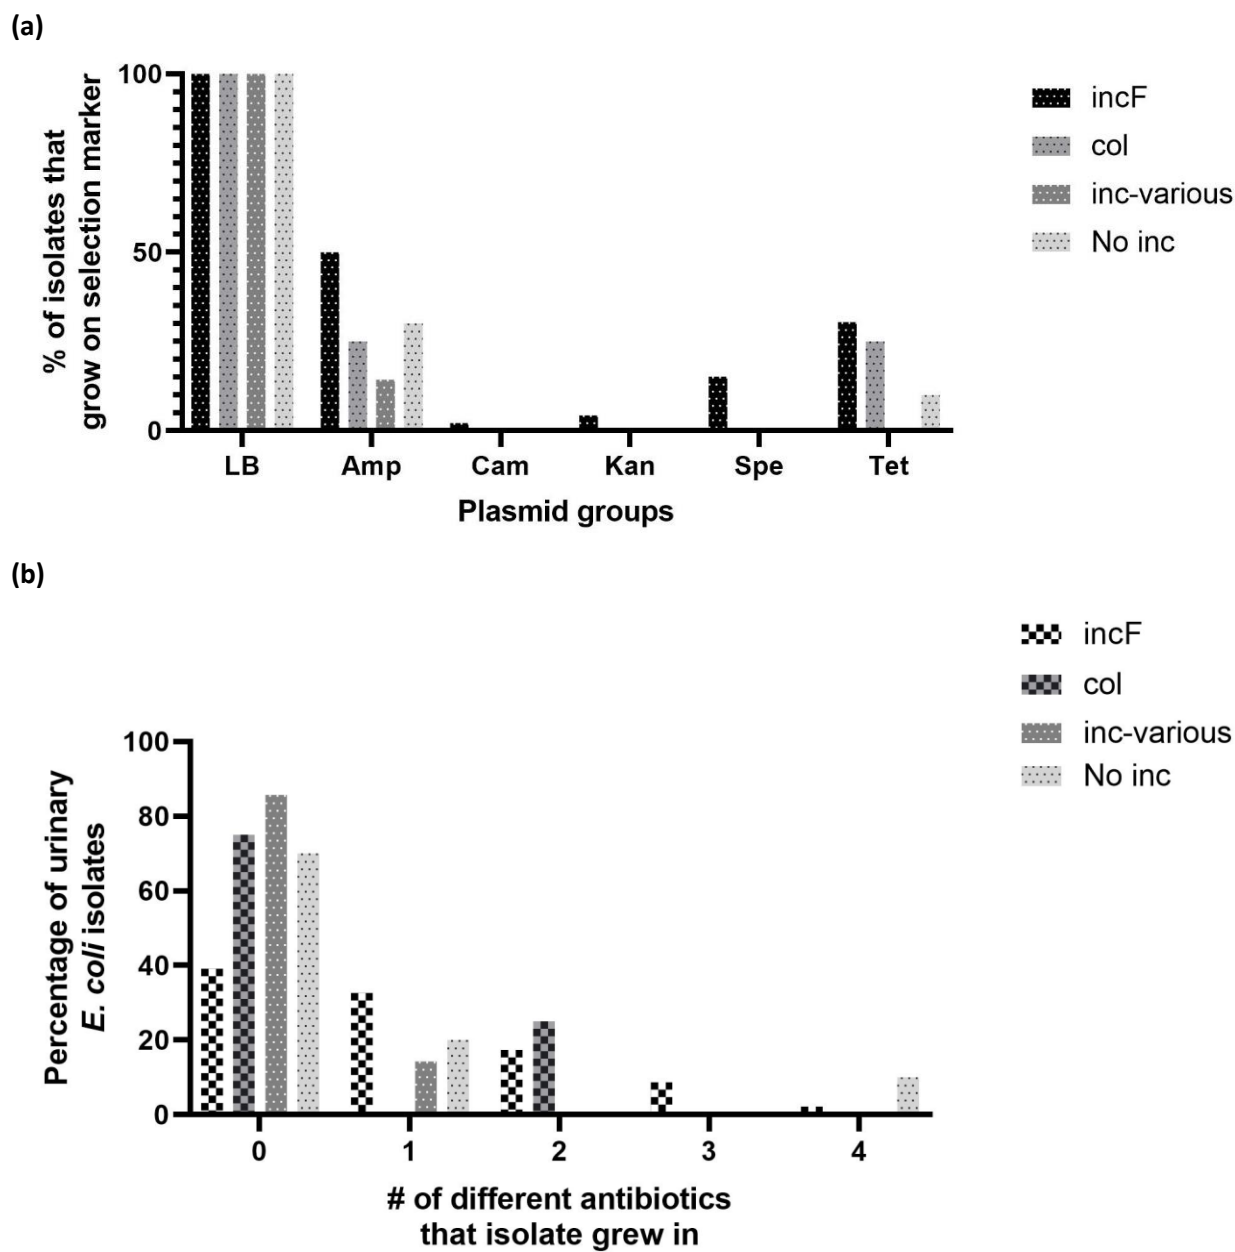 (a)
% of isolates that
grow on selection marker
100
50
0
LB Amp Cam Kan Spe Tet
Plasmid groups
incF
col
inc-various
No inc
(b)
Percentage of urinary
E. coli isolates
100
80
60
40
20
0
0 1 2 3 4
# of different antibiotics
that isolate grew in
incF
col
inc-various
No inc